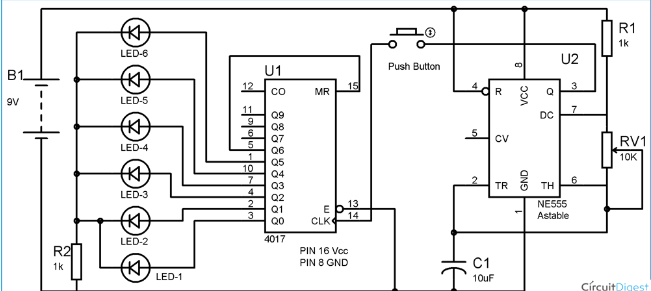 B1
9V
LED-6
LED-5
LED-4
LED-3
LED-2
LED-1
R2
1k
U1
12 CO MR 15
11 Q9
9 Q8
6 Q7
5 Q6
1 Q5
10 Q4
7 Q3
4 Q2
2 Q1 E 13
3 Q0 CLK 14
4017
PIN 16 Vcc
PIN 8 GND
Push Button
U2
8
4 R VCC Q 3
DC 7
5 CV
2 TR GND TH 6
1
NE555
Astable
R1
1k
RV1
10K
C1
10uF
CircuitDigest